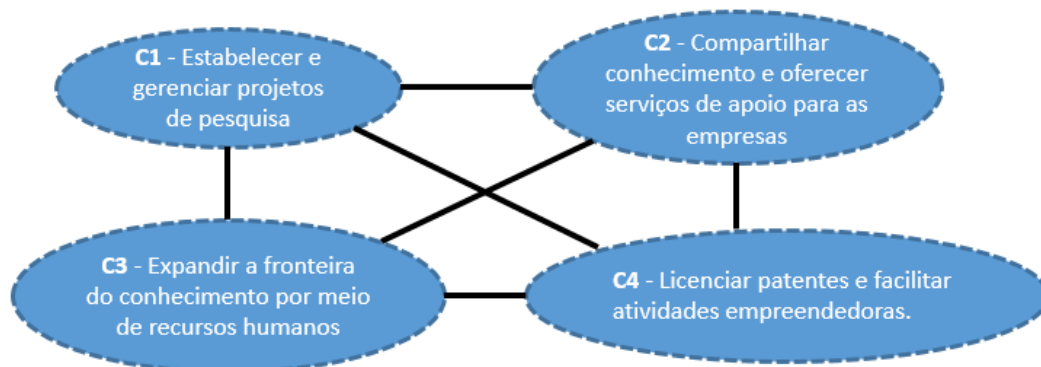 C1 - Estabelecer e
gerenciar projetos
de pesquisa
C2 - Compartilhar
conhecimento e oferecer
serviços de apoio para as
empresas
C3 - Expandir a fronteira
do conhecimento por meio
de recursos humanos
C4 - Licenciar patentes e facilitar
atividades empreendedoras.